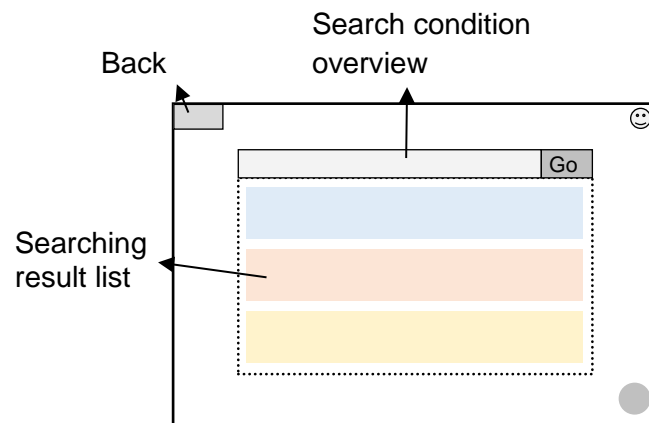 Search condition
overview
Back
Go
Searching
result list